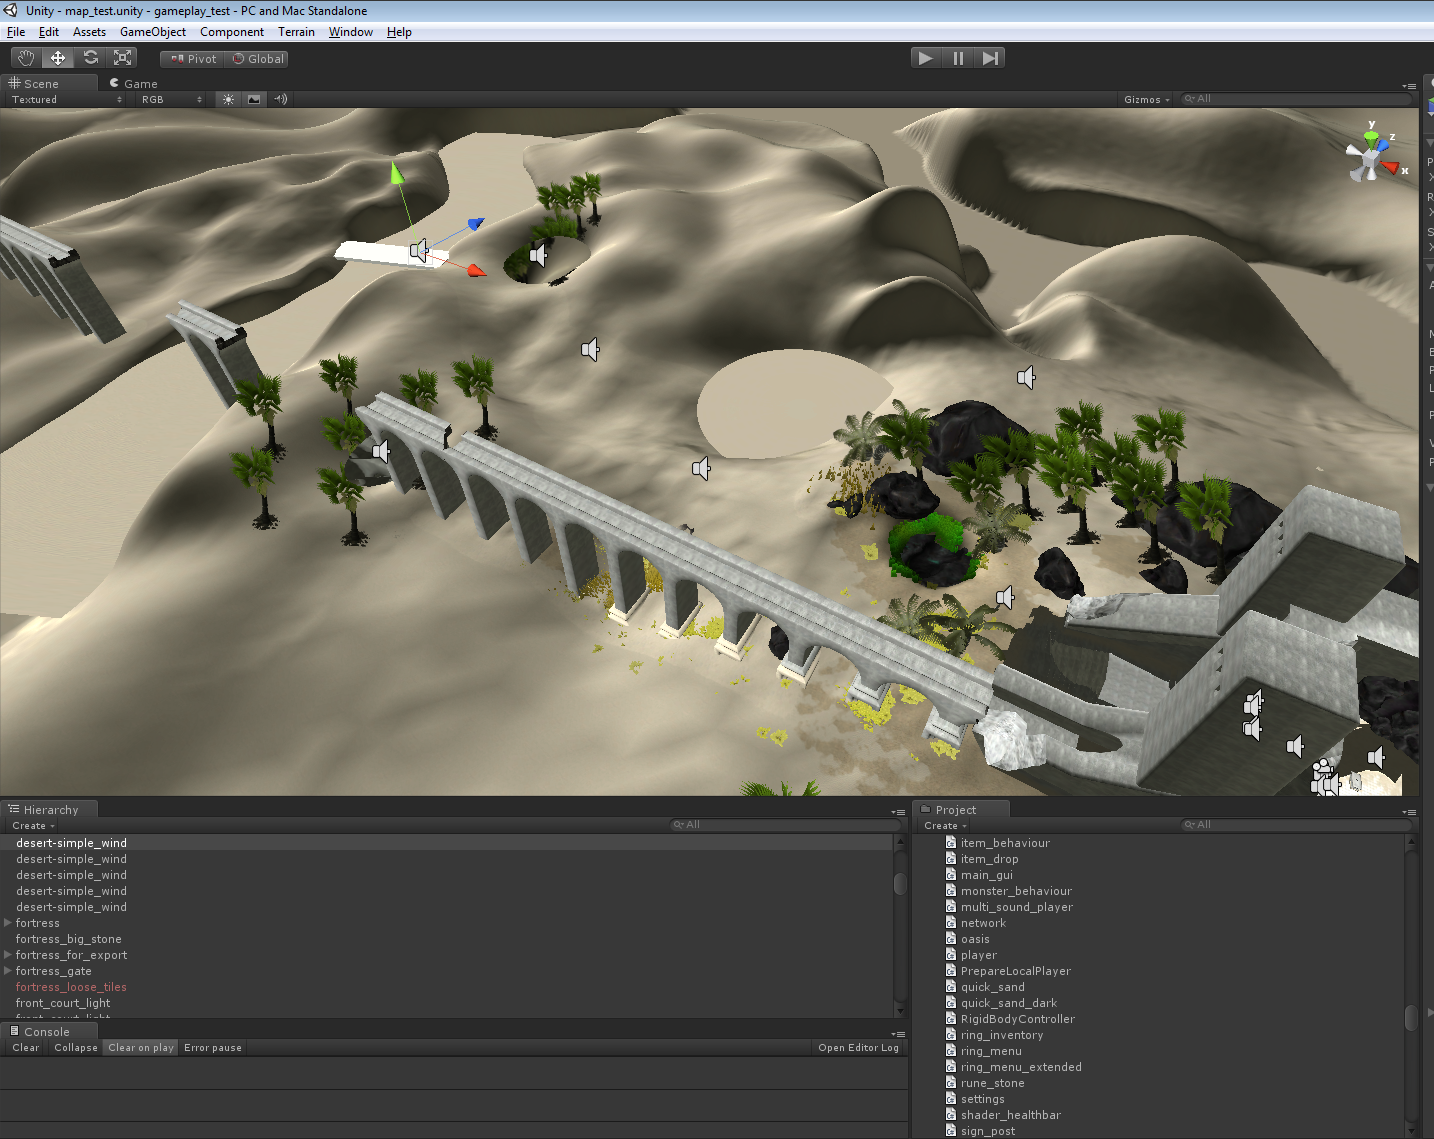 Unity - map_test.unity - gameplay_test - PC and Mac Standalone
File Edit Assets GameObject Component Terrain Window Help
Pivot Global
Scene Game
Textured RGB Gizmos All
y
z
x
Hierarchy
Create All
desert-simple_wind
desert-simple_wind
desert-simple_wind
desert-simple_wind
desert-simple_wind
fortress
fortress_big_stone
fortress_for_export
fortress_gate
fortress_loose_tiles
front_court_light
front_court_light
Console
Clear Collapse Clear on play Error pause Open Editor Log
Project
Create All
item_behaviour
item_drop
main_gui
monster_behaviour
multi_sound_player
network
oasis
player
PrepareLocalPlayer
quick_sand
quick_sand_dark
RigidBodyController
ring_inventory
ring_menu
ring_menu_extended
rune_stone
settings
shader_healthbar
sign_post